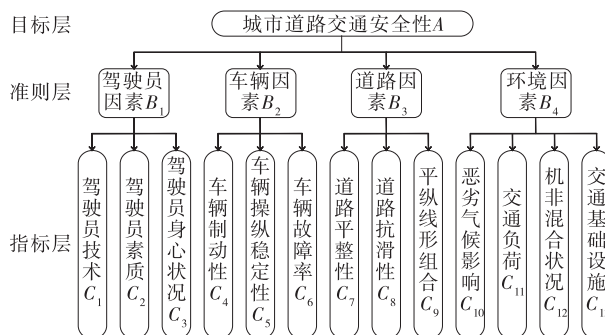 目标层
城市道路交通安全性A
准则层
驾驶员因素B₁
车辆因素B₂
道路因素B₃
环境因素B₄
指标层
驾驶员技术C₁
驾驶员素质C₂
驾驶员身心状况C₃
车辆制动性C₄
车辆操纵稳定性C₅
车辆故障率C₆
道路平整性C₇
道路抗滑性C₈
平纵线形组合C₉
恶劣气候影响C₁₀
交通负荷C₁₁
机非混合状况C₁₂
交通基础设施C₁